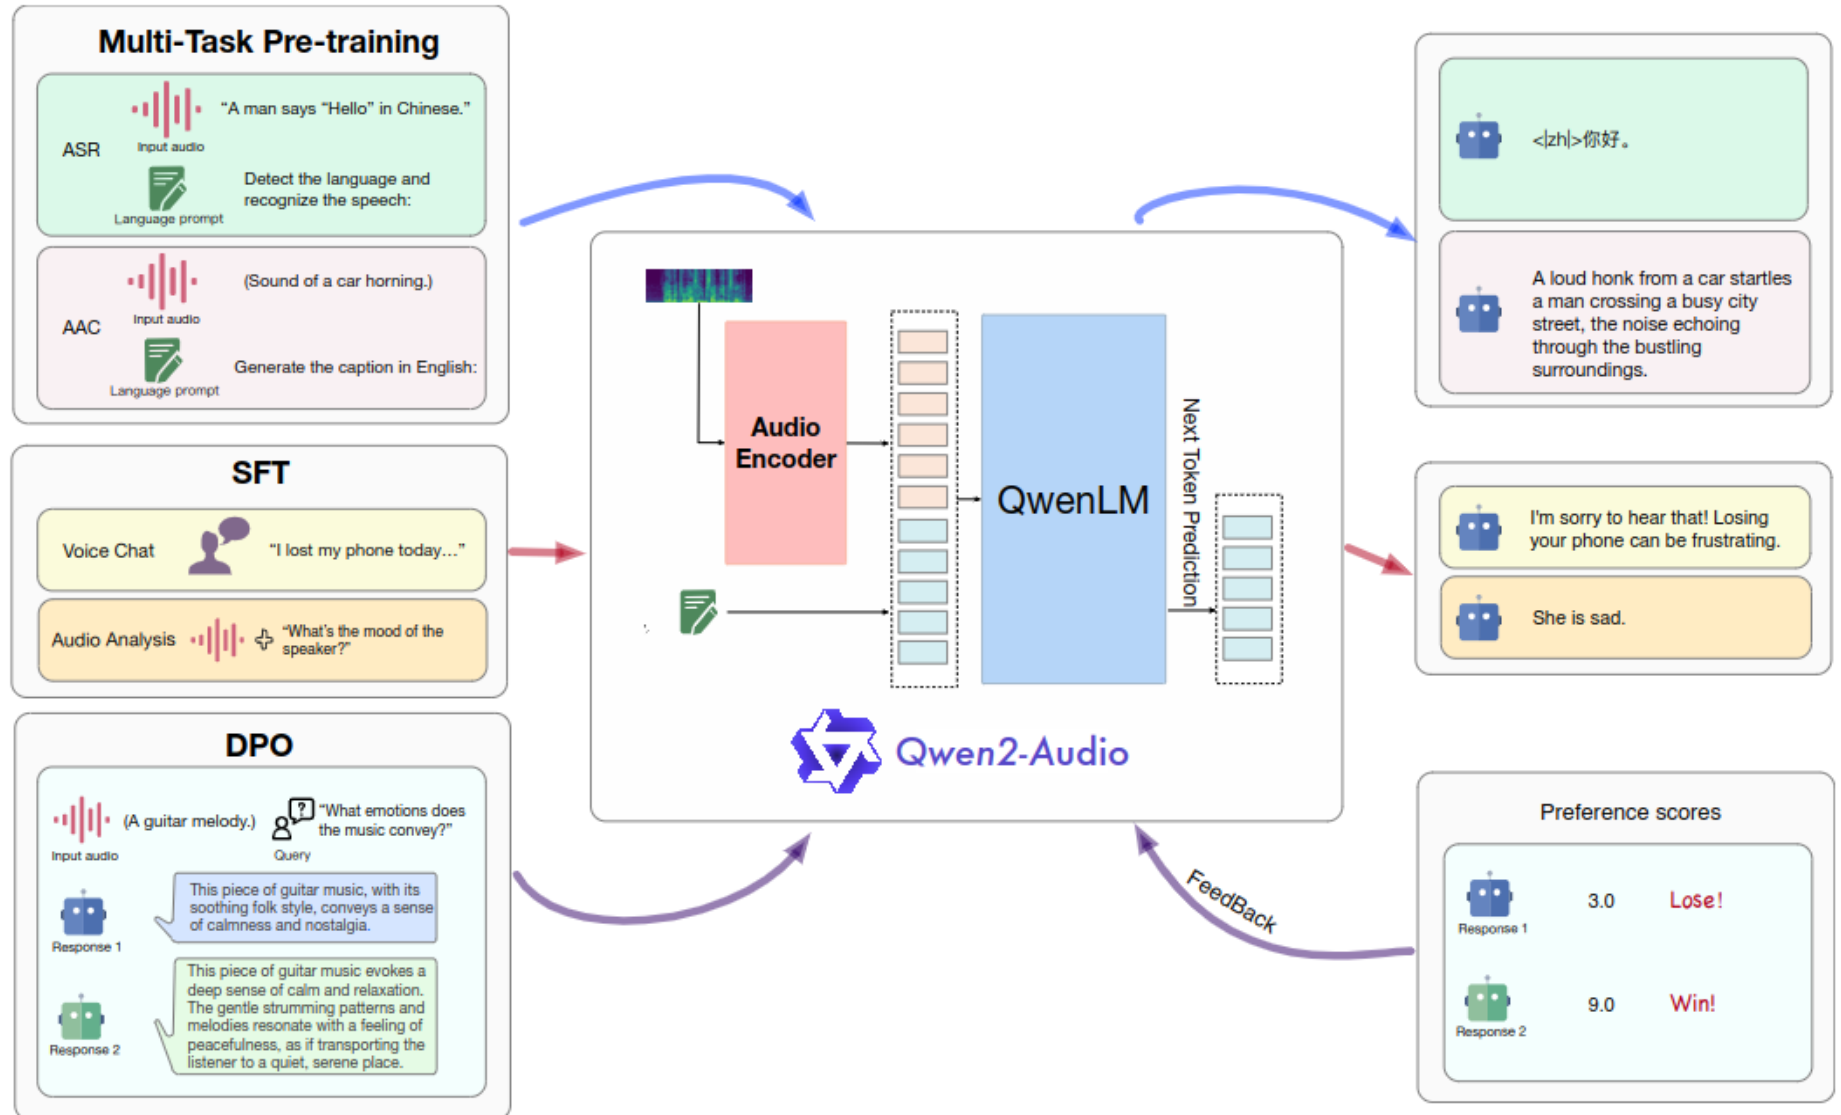 Multi-Task Pre-training
ASR
Input audio
“A man says “Hello” in Chinese.”
Language prompt
Detect the language and
recognize the speech:
AAC
Input audio
(Sound of a car horning.)
Language prompt
Generate the caption in English:
SFT
Voice Chat
“I lost my phone today...”
Audio Analysis
“What's the mood of the
speaker?”
DPO
Input audio
(A guitar melody.)
?
Query
“What emotions does
the music convey?”
Response 1
This piece of guitar music, with its
soothing folk style, conveys a sense
of calmness and nostalgia.
Response 2
This piece of guitar music evokes a
deep sense of calm and relaxation.
The gentle strumming patterns and
melodies resonate with a feeling of
peacefulness, as if transporting the
listener to a quiet, serene place.
Audio
Encoder
QwenLM
Next Token Prediction
Qwen2-Audio
<|zh|>你好。
A loud honk from a car startles
a man crossing a busy city
street, the noise echoing
through the bustling
surroundings.
I'm sorry to hear that! Losing
your phone can be frustrating.
She is sad.
FeedBack
Preference scores
Response 1
3.0
Lose!
Response 2
9.0
Win!